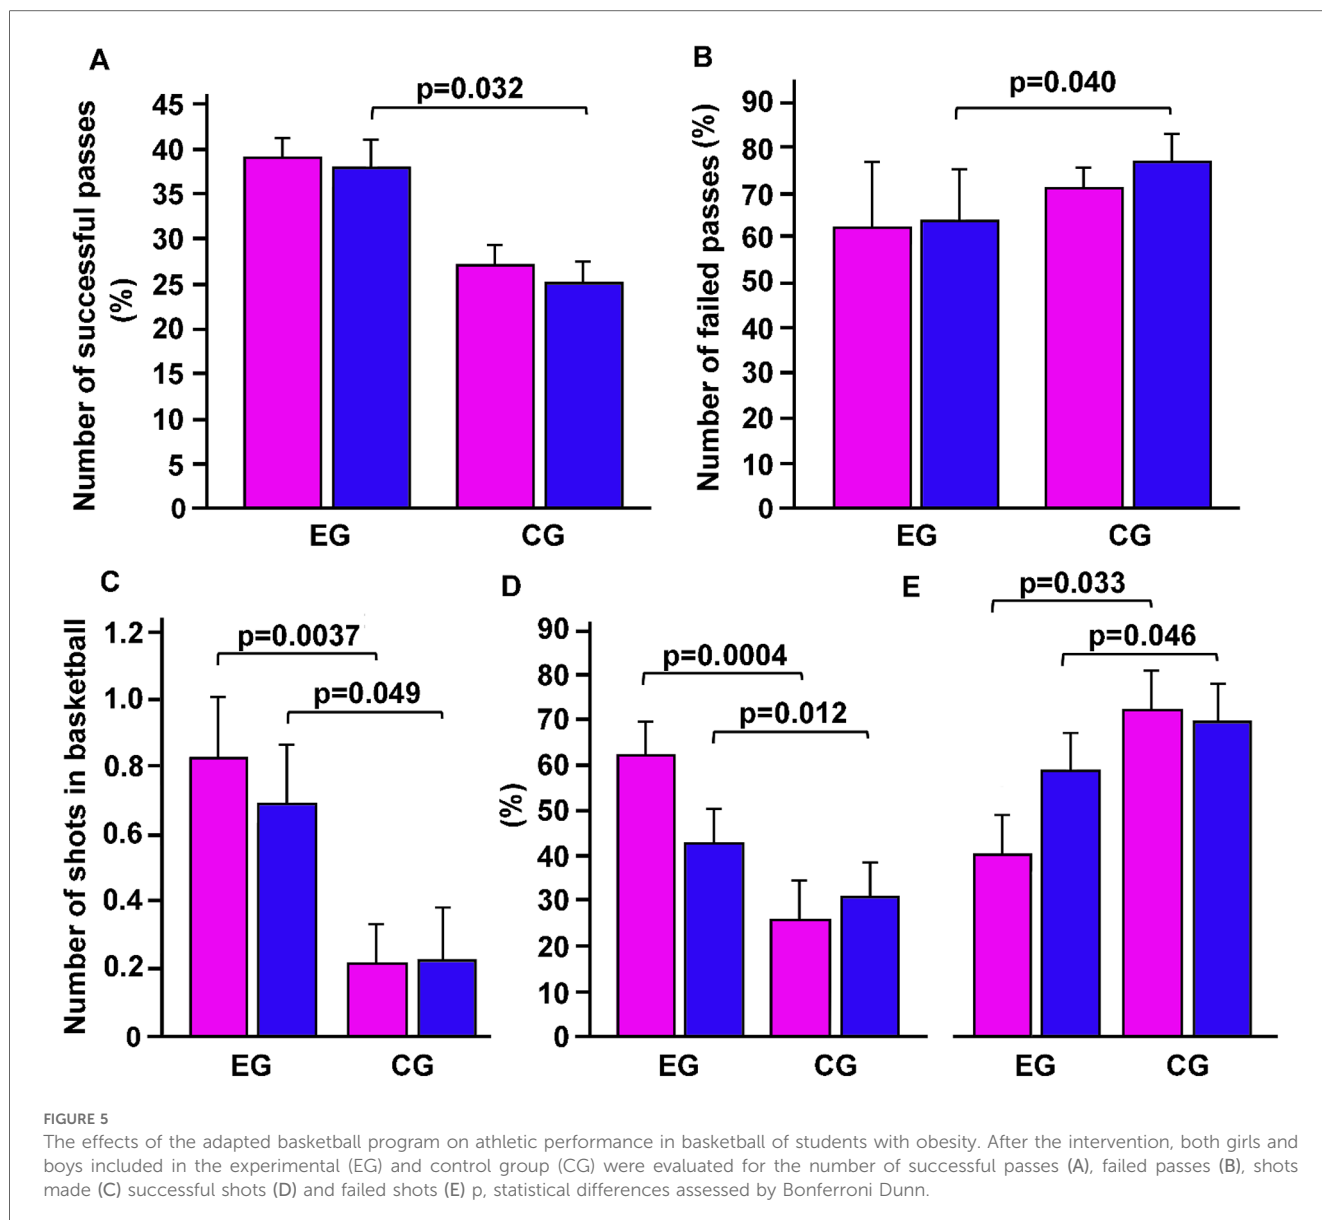 A
Number of successful passes
(%)
45
40
35
30
25
20
15
10
5
0
p=0.032
EG
CG
B
Number of failed passes (%)
90
80
70
60
50
40
30
20
10
0
p=0.040
EG
CG
C
Number of shots in basketball
1.2
1.0
0.8
0.6
0.4
0.2
0
p=0.0037
p=0.049
EG
CG
D
(%)
90
80
70
60
50
40
30
20
10
0
p=0.0004
p=0.012
EG
CG
E
p=0.033
p=0.046
EG
CG
FIGURE 5
The effects of the adapted basketball program on athletic performance in basketball of students with obesity. After the intervention, both girls and
boys included in the experimental (EG) and control group (CG) were evaluated for the number of successful passes (A), failed passes (B), shots
made (C) successful shots (D) and failed shots (E) p, statistical differences assessed by Bonferroni Dunn.